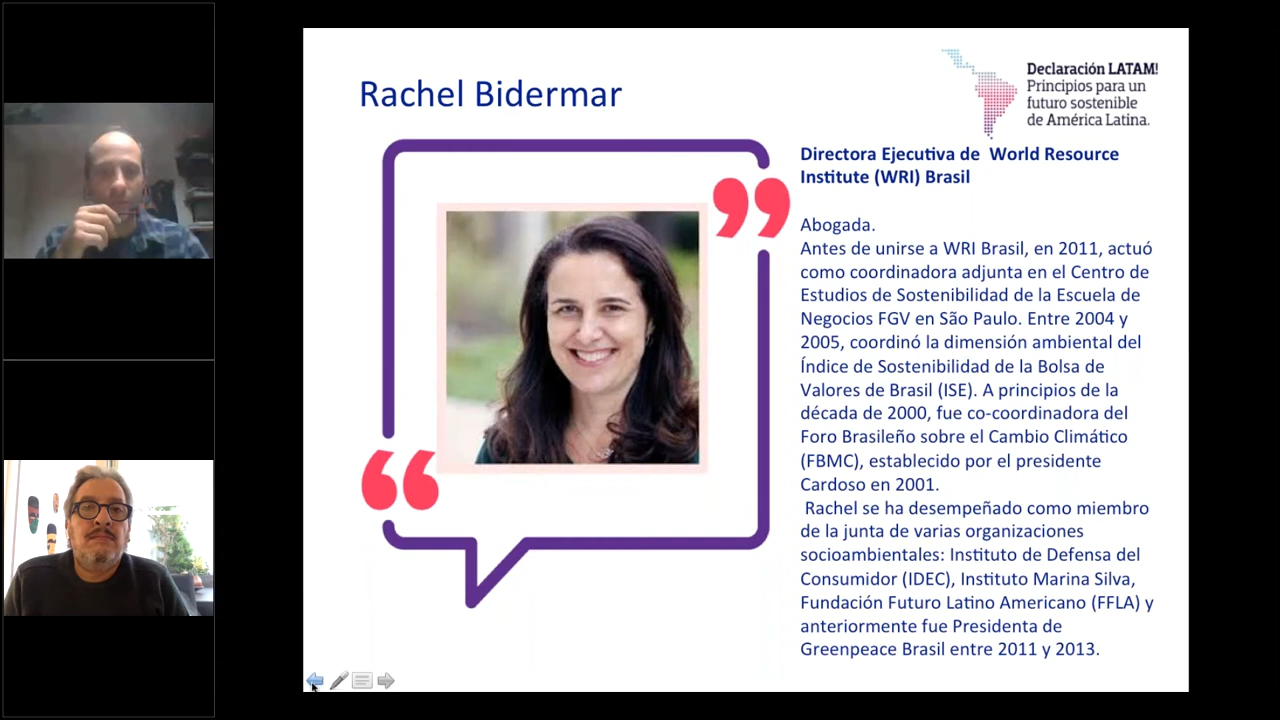 Rachel Bidermar
Declaración LATAM!
Principios para un
futuro sostenible
de América Latina.
Directora Ejecutiva de  World Resource
Institute (WRI) Brasil
Abogada.
Antes de unirse a WRI Brasil, en 2011, actuó
como coordinadora adjunta en el Centro de
Estudios de Sostenibilidad de la Escuela de
Negocios FGV en São Paulo. Entre 2004 y
2005, coordinó la dimensión ambiental del
Índice de Sostenibilidad de la Bolsa de
Valores de Brasil (ISE). A principios de la
década de 2000, fue co-coordinadora del
Foro Brasileño sobre el Cambio Climático
(FBMC), establecido por el presidente
Cardoso en 2001.
Rachel se ha desempeñado como miembro
de la junta de varias organizaciones
socioambientales: Instituto de Defensa del
Consumidor (IDEC), Instituto Marina Silva,
Fundación Futuro Latino Americano (FFLA) y
anteriormente fue Presidenta de
Greenpeace Brasil entre 2011 y 2013.